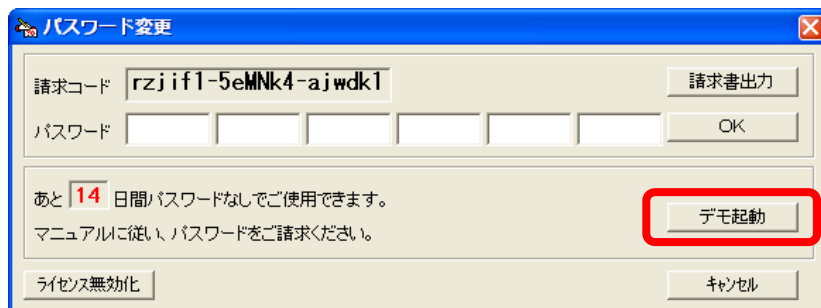 パスワード変更
請求コード rzjif1-5eMNk4-ajwdk1 請求書出力
パスワード OK
あと 14 日間パスワードなしでご使用できます。
デモ起動
マニュアルに従い、パスワードをご請求ください。
ライセンス無効化 キャンセル